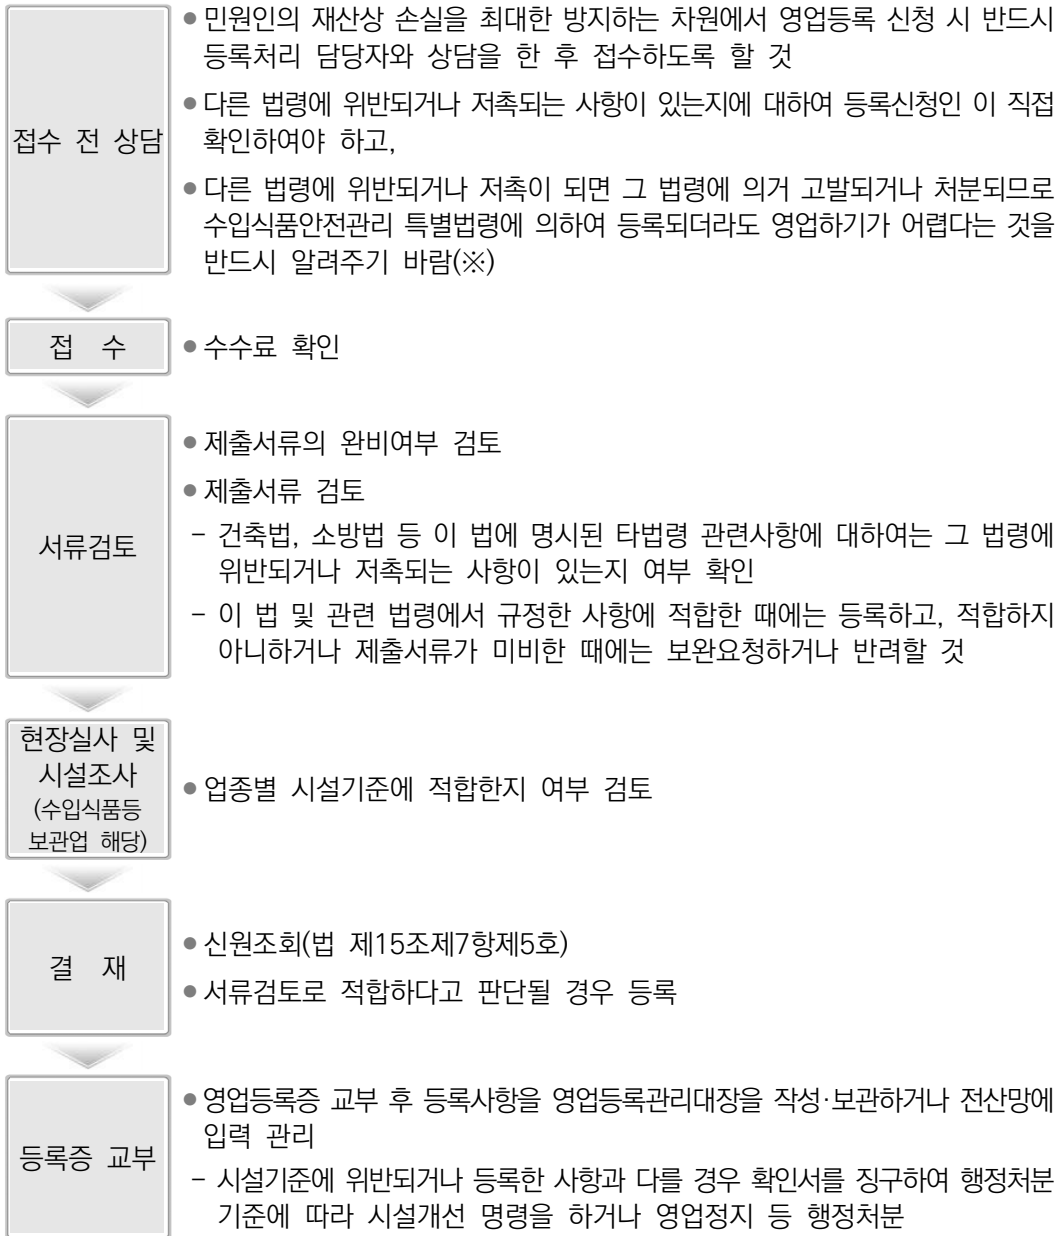 접수 전 상담
● 민원인의 재산상 손실을 최대한 방지하는 차원에서 영업등록 신청 시 반드시
등록처리 담당자와 상담을 한 후 접수하도록 할 것
● 다른 법령에 위반되거나 저촉되는 사항이 있는지에 대하여 등록신청인 이 직접
확인하여야 하고,
● 다른 법령에 위반되거나 저촉이 되면 그 법령에 의거 고발되거나 처분되므로
수입식품안전관리 특별법령에 의하여 등록되더라도 영업하기가 어렵다는 것을
반드시 알려주기 바람(※)
접 수
● 수수료 확인
서류검토
● 제출서류의 완비여부 검토
● 제출서류 검토
- 건축법, 소방법 등 이 법에 명시된 타법령 관련사항에 대하여는 그 법령에
위반되거나 저촉되는 사항이 있는지 여부 확인
- 이 법 및 관련 법령에서 규정한 사항에 적합한 때에는 등록하고, 적합하지
아니하거나 제출서류가 미비한 때에는 보완요청하거나 반려할 것
현장실사 및
시설조사
(수입식품등
보관업 해당)
● 업종별 시설기준에 적합한지 여부 검토
결 재
● 신원조회(법 제15조제7항제5호)
● 서류검토로 적합하다고 판단될 경우 등록
등록증 교부
● 영업등록증 교부 후 등록사항을 영업등록관리대장을 작성·보관하거나 전산망에
입력 관리
- 시설기준에 위반되거나 등록한 사항과 다를 경우 확인서를 징구하여 행정처분
기준에 따라 시설개선 명령을 하거나 영업정지 등 행정처분